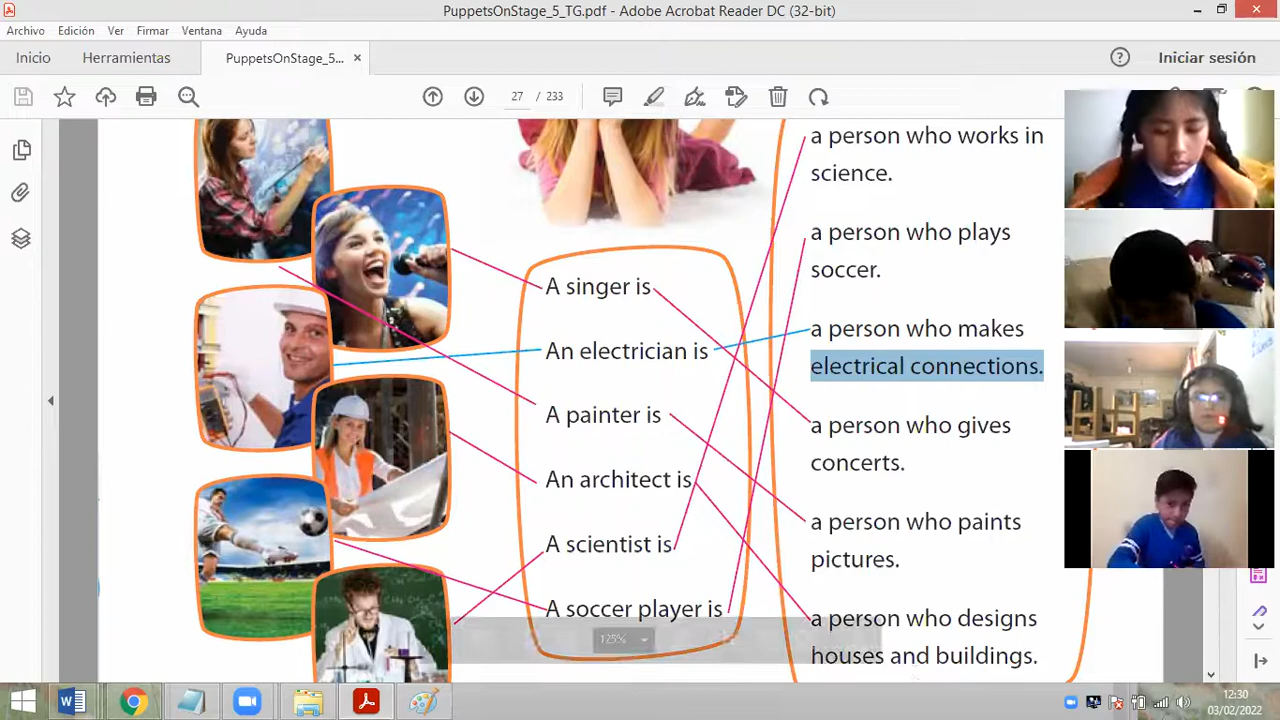 PuppetsOnStage_5_TG.pdf - Adobe Acrobat Reader DC (32-bit)
Archivo Edición Ver Firmar Ventana Ayuda
Inicio Herramientas PuppetsOnStage_5... × Iniciar sesión
27 / 233
a person who works in
science.
a person who plays
soccer.
a person who makes
electrical connections.
a person who gives
concerts.
a person who paints
pictures.
a person who designs
houses and buildings.
A singer is
An electrician is
A painter is
An architect is
A scientist is
A soccer player is
125%
12:30
03/02/2022